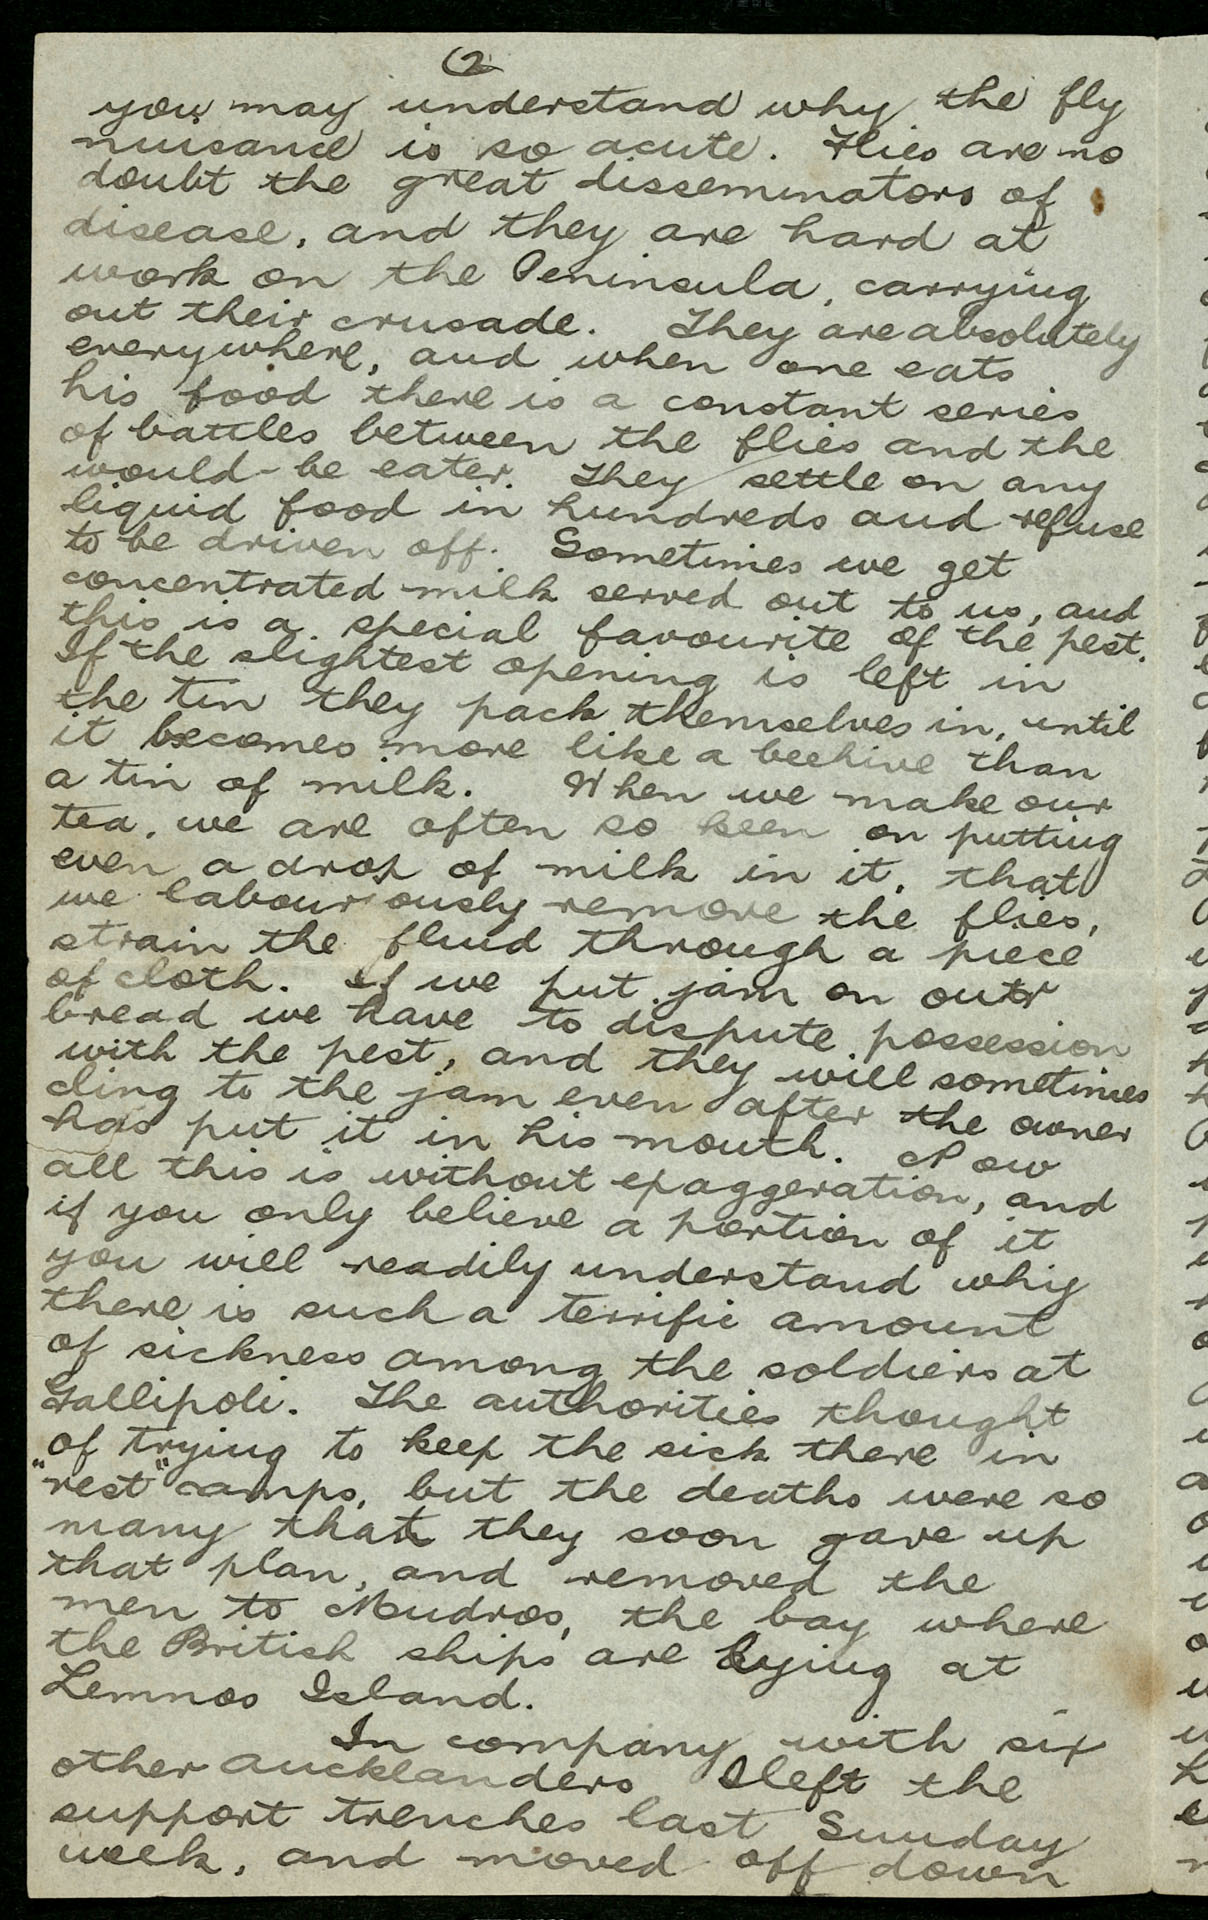 2
you may understand why the fly
nuisance is so acute. Flies are no
doubt the great disseminators of
disease, and they are hard at
work on the Peninsula, carrying
out their crusade. They are absolutely
everywhere, and when one eats
his food there is a constant series
of battles between the flies and the
would-be eater. They settle on any
liquid food in hundreds and refuse
to be driven off. Sometimes we get
concentrated milk served out to us, and
this is a special favourite of the pest.
If the slightest opening is left in
the tin they pack themselves in, until
it becomes more like a beehive than
a tin of milk. When we make our
tea, we are often so keen on putting
even a drop of milk in it, that
we labouriously remove the flies,
strain the fluid through a piece
of cloth. If we put jam on our
bread we have to dispute possession
with the pest, and they will sometimes
cling to the jam even after the owner
has put it in his mouth. Now
all this is without exaggeration, and
if you only believe a portion of it
you will readily understand why
there is such a terrific amount
of sickness among the soldiers at
Gallipoli. The authorities thought
of trying to keep the sick there in
"rest" camps, but the deaths were so
many that they soon gave up
that plan, and removed the
men to Mudros, the bay where
the British ships are lying at
Lemnos Island.
In company with six
other Aucklanders I left the
support trenches last Sunday
week, and moved off down